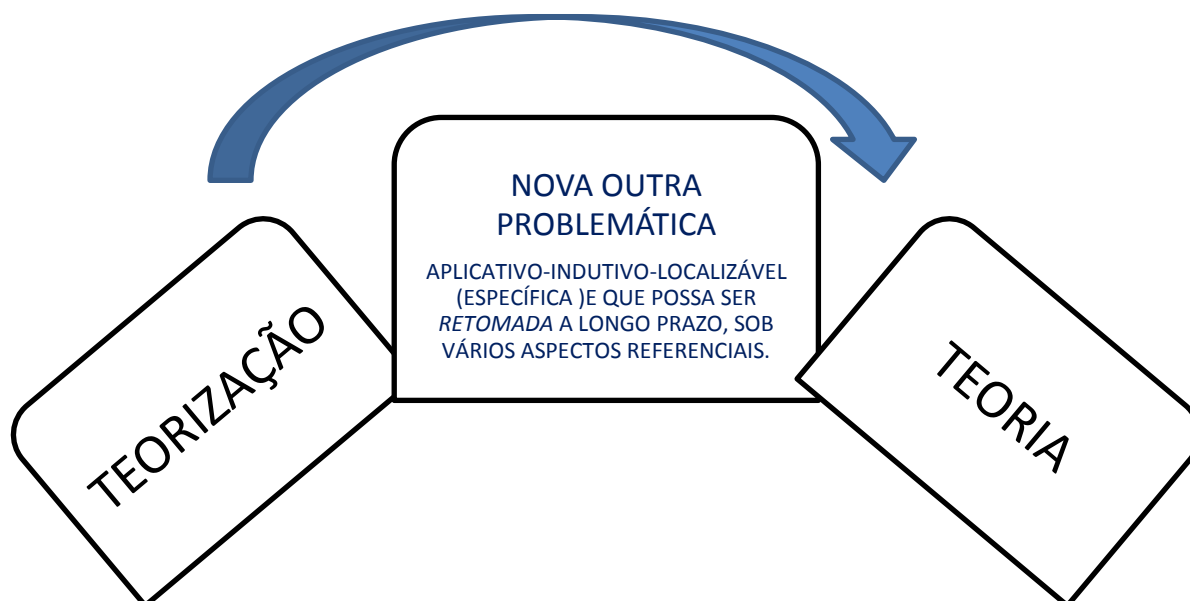 NOVA OUTRA
PROBLEMÁTICA
APLICATIVO-INDUTIVO-LOCALIZÁVEL
(ESPECÍFICA )E QUE POSSA SER
RETOMADA A LONGO PRAZO, SOB
VÁRIOS ASPECTOS REFERENCIAIS.
TEORIZAÇÃO
TEORIA